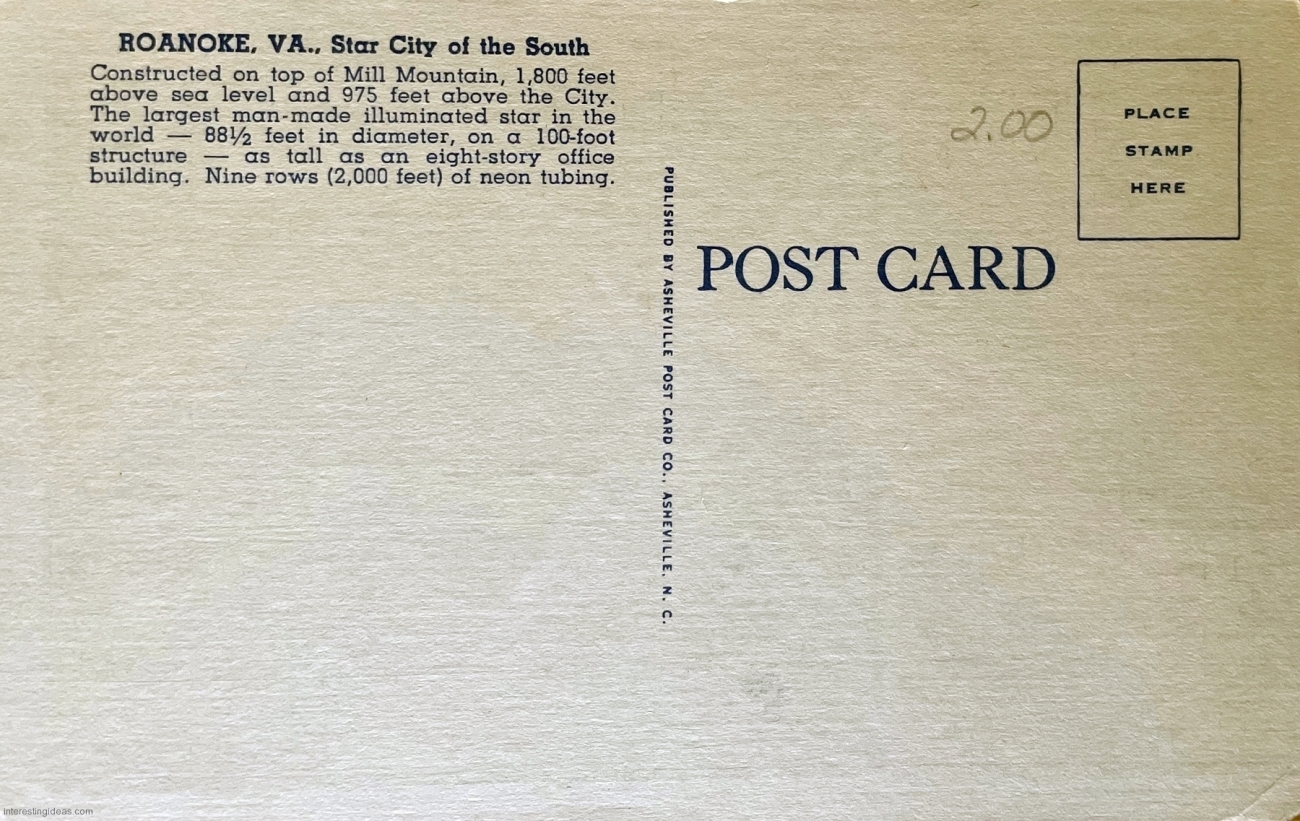 ROANOKE, VA., Star City of the South
Constructed on top of Mill Mountain, 1,800 feet
above sea level and 975 feet above the City.
The largest man-made illuminated star in the
world — 88½ feet in diameter, on a 100-foot
structure — as tall as an eight-story office
building. Nine rows (2,000 feet) of neon tubing.
PUBLISHED BY ASHEVILLE POST CARD CO., ASHEVILLE, N. C.
2.00
PLACE
STAMP
HERE
POST CARD
interestingideas.com